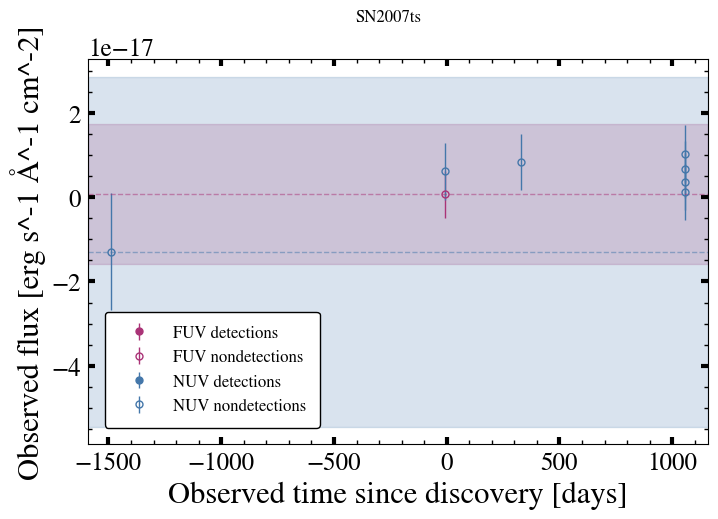 SN2007ts
1e−17
Observed flux [erg s^-1 Å^-1 cm^-2]
2
0
−2
−4
FUV detections
FUV nondetections
NUV detections
NUV nondetections
−1500 −1000 −500 0 500 1000
Observed time since discovery [days]